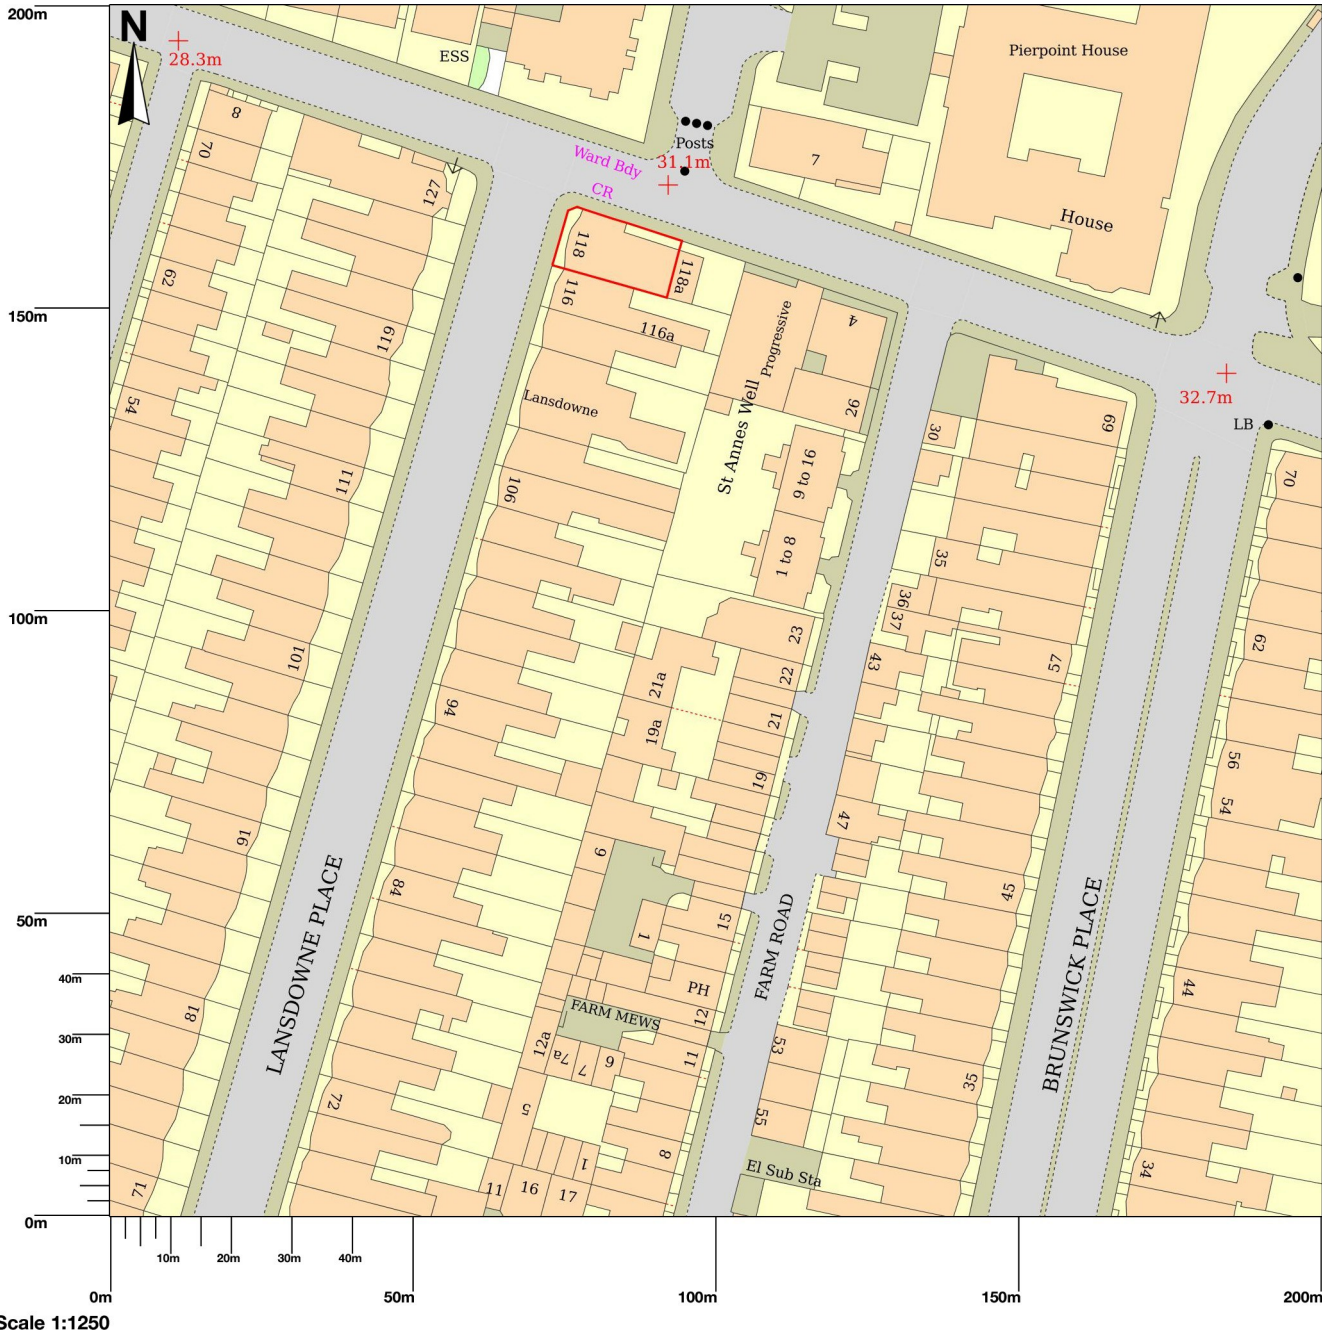 200m
N
28.3m
ESS
Pierpoint House
Posts
31.1m
Ward Bdy
CR
7
House
8
70
127
118
118a
62
116
116a
150m
119
Lansdowne
St Annes Well
Progressive
4
26
30
69
32.7m
LB
54
111
106
9 to 16
1 to 8
70
35
36
37
100m
101
23
22
21
21a
19a
19
43
57
62
94
56
54
91
47
9
84
45
50m
15
1
PH
12
40m
FARM MEWS
44
81
30m
12a
7a
7
6
11
53
35
LANSDOWNE PLACE
FARM ROAD
BRUNSWICK PLACE
20m
72
5
55
10m
8
1
El Sub Sta
34
71
11
16
17
0m
10m
20m
30m
40m
0m
50m
100m
150m
200m
Scale 1:1250